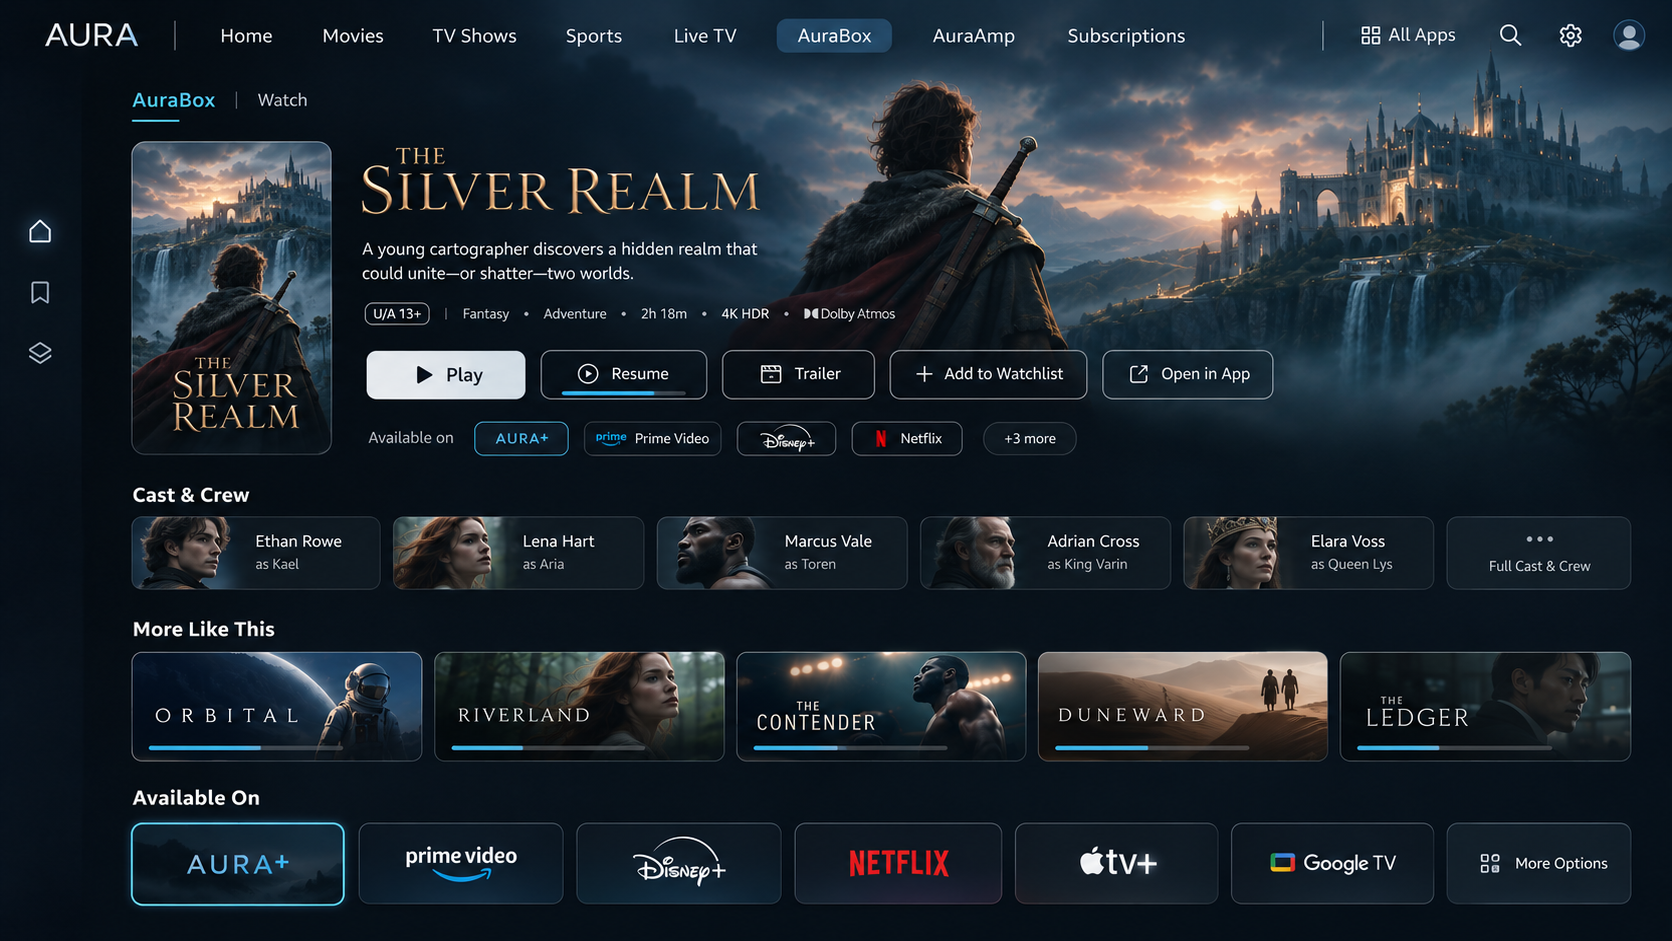 AURA
Home
Movies
TV Shows
Sports
Live TV
AuraBox
AuraAmp
Subscriptions
All Apps
AuraBox | Watch
THE
SILVER REALM
THE
SILVER REALM
A young cartographer discovers a hidden realm that
could unite—or shatter—two worlds.
U/A 13+ | Fantasy • Adventure • 2h 18m • 4K HDR • Dolby Atmos
Play
Resume
Trailer
Add to Watchlist
Open in App
Available on
AURA+
prime Prime Video
Disney+
N Netflix
+3 more
Cast & Crew
Ethan Rowe
as Kael
Lena Hart
as Aria
Marcus Vale
as Toren
Adrian Cross
as King Varin
Elara Voss
as Queen Lys
Full Cast & Crew
More Like This
ORBITAL
RIVERLAND
THE
CONTENDER
DUNEWARD
THE
LEDGER
Available On
AURA+
prime video
Disney+
NETFLIX
tv+
Google TV
More Options